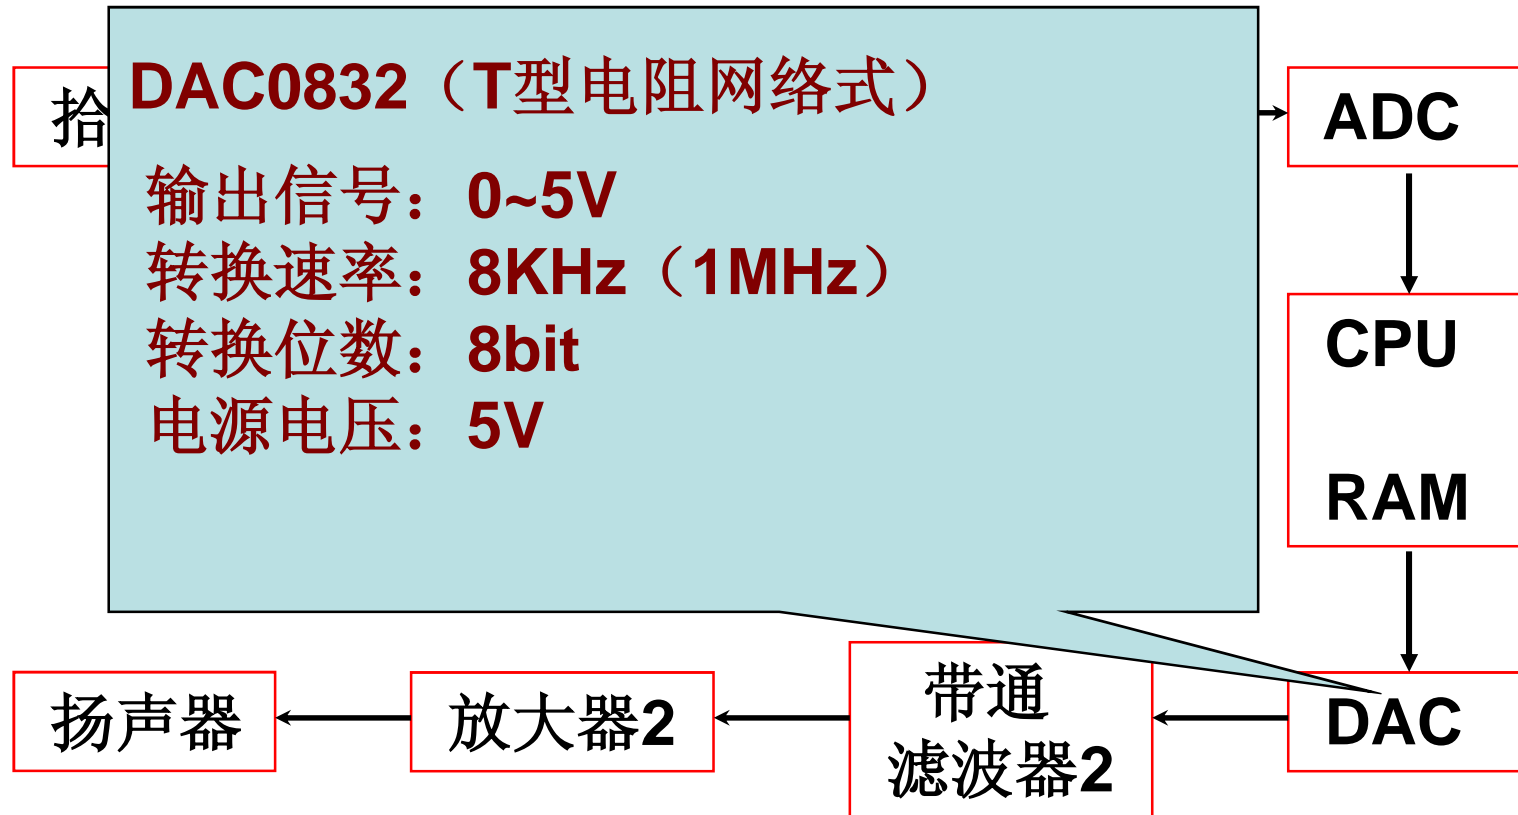 DAC0832（T型电阻网络式）
输出信号：0~5V
转换速率：8KHz（1MHz）
转换位数：8bit
电源电压：5V
拾
ADC
CPU
RAM
DAC
带通
滤波器2
放大器2
扬声器